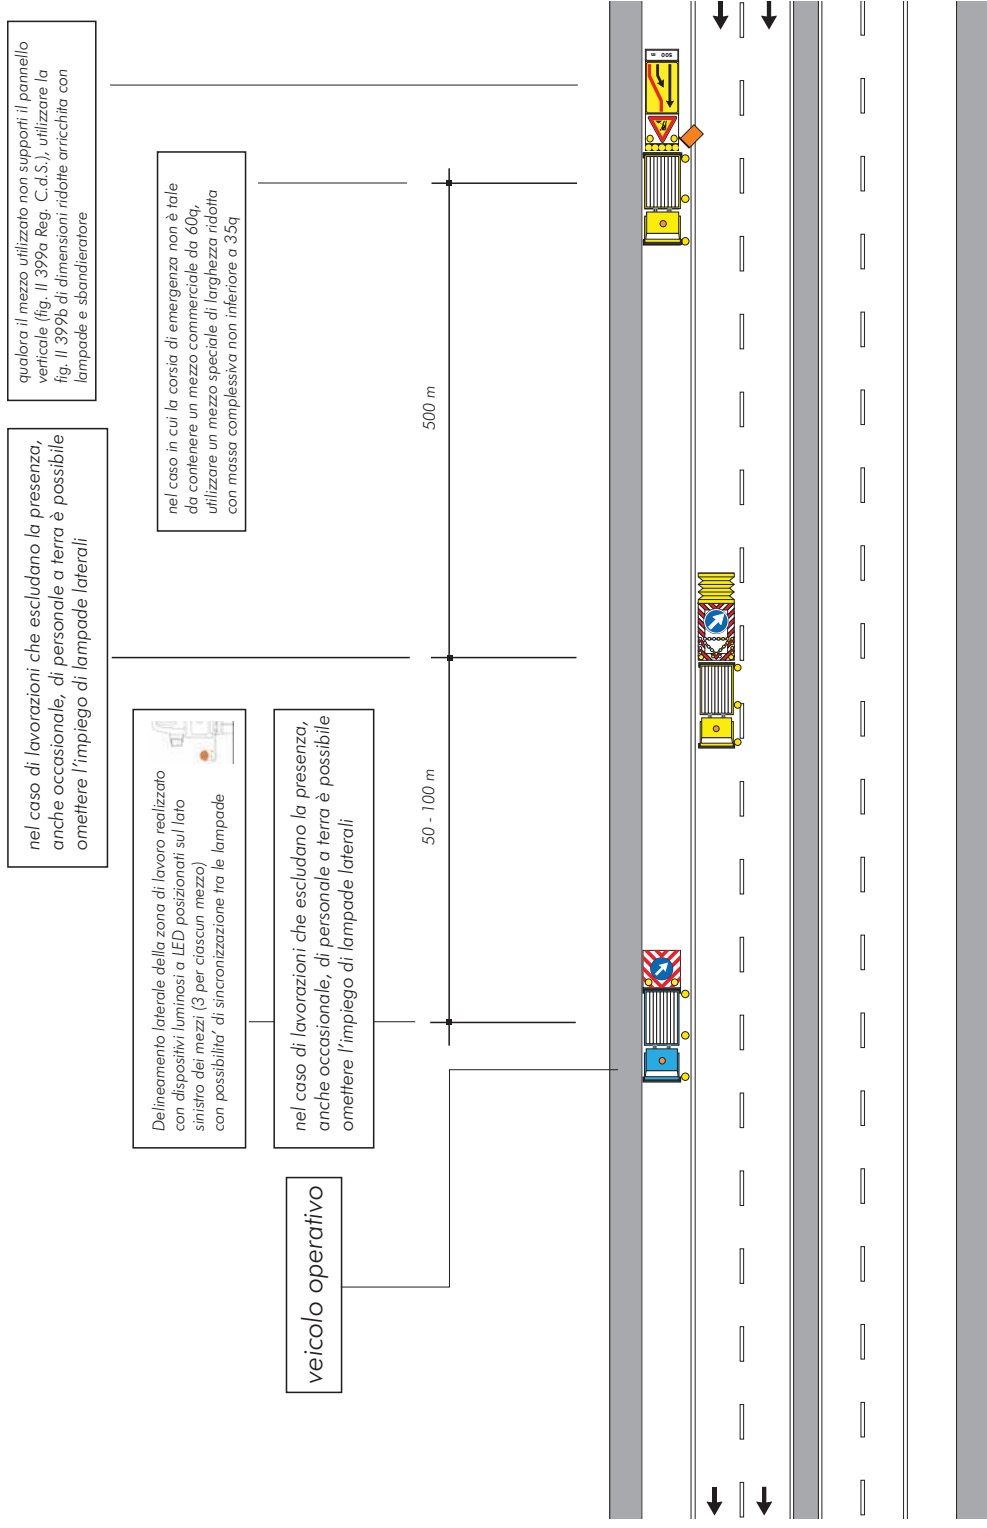 veicolo operativo
Delineamento laterale della zona di lavoro realizzato
con dispositivi luminosi a LED posizionati sul lato
sinistro dei mezzi (3 per ciascun mezzo)
con possibilita’ di sincronizzazione tra le lampade
nel caso di lavorazioni che escludano la presenza,
anche occasionale, di personale a terra è possibile
omettere l’impiego di lampade laterali
50 - 100 m
nel caso di lavorazioni che escludano la presenza,
anche occasionale, di personale a terra è possibile
omettere l’impiego di lampade laterali
nel caso in cui la corsia di emergenza non è tale
da contenere un mezzo commerciale da 60q,
utilizzare un mezzo speciale di larghezza ridotta
con massa complessiva non inferiore a 35q
500 m
qualora il mezzo utilizzato non supporti il pannello
verticale (fig. II 399a Reg. C.d.S.), utilizzare la
fig. II 399b di dimensioni ridotte arricchita con
lampade e sbandieratore
500 m